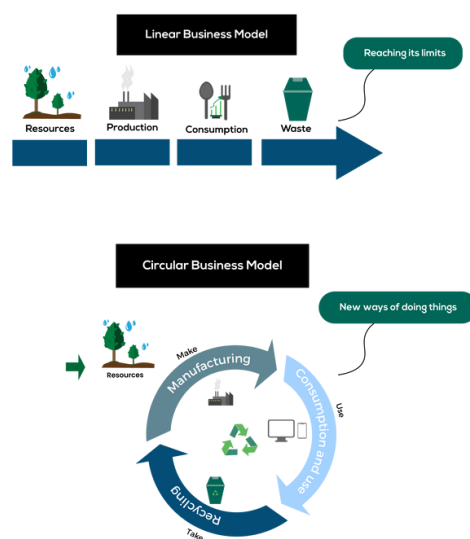 Linear Business Model
Reaching its limits
Resources
Production
Consumption
Waste
Circular Business Model
New ways of doing things
Resources
Make
Manufacturing
Consumption and use
Use
Recycling
Take